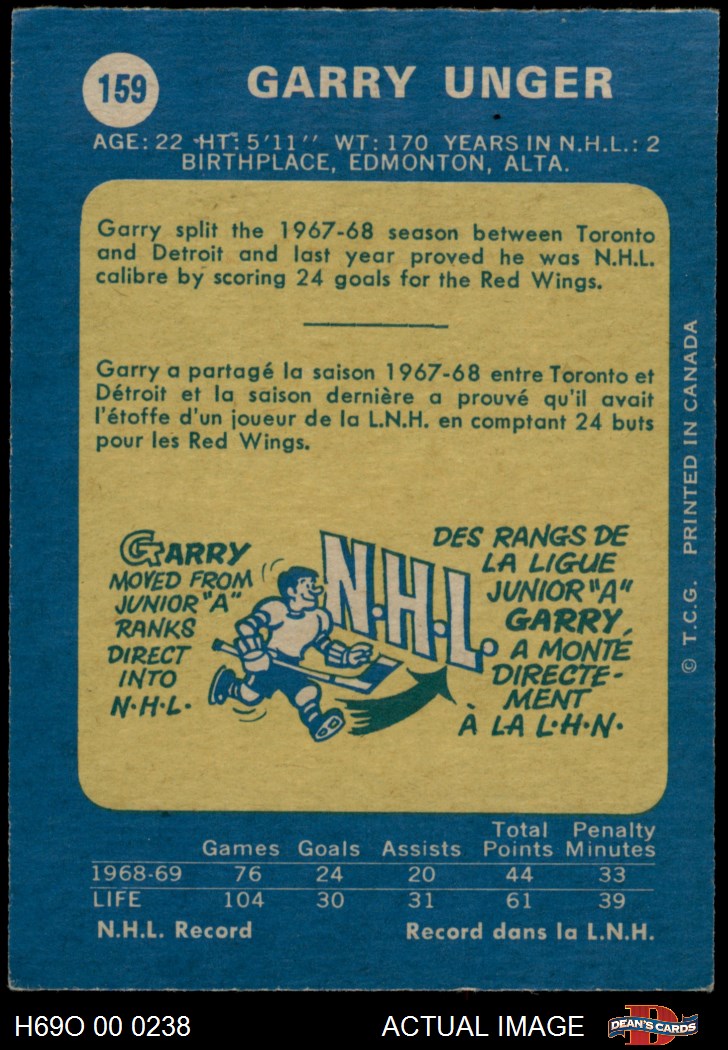 159
GARRY UNGER
AGE: 22 HT: 5'11'' WT: 170 YEARS IN N.H.L.: 2
BIRTHPLACE, EDMONTON, ALTA.
Garry split the 1967-68 season between Toronto
and Detroit and last year proved he was N.H.L.
calibre by scoring 24 goals for the Red Wings.
Garry a partagé la saison 1967-68 entre Toronto et
Détroit et la saison dernière a prouvé qu'il avait
l'étoffe d'un joueur de la L.N.H. en comptant 24 buts
pour les Red Wings.
GARRY
MOVED FROM
JUNIOR "A"
RANKS
DIRECT
INTO
N·H·L·
N·H·L·
DES RANGS DE
LA LIGUE
JUNIOR "A"
GARRY
A MONTÉ
DIRECTE-
MENT
À LA L·H·N·
© T.C.G. PRINTED IN CANADA
Games Goals Assists Total Points Penalty Minutes
1968-69 76 24 20 44 33
LIFE 104 30 31 61 39
N.H.L. Record Record dans la L.N.H.
H69O 00 0238 ACTUAL IMAGE DEAN'S CARDS